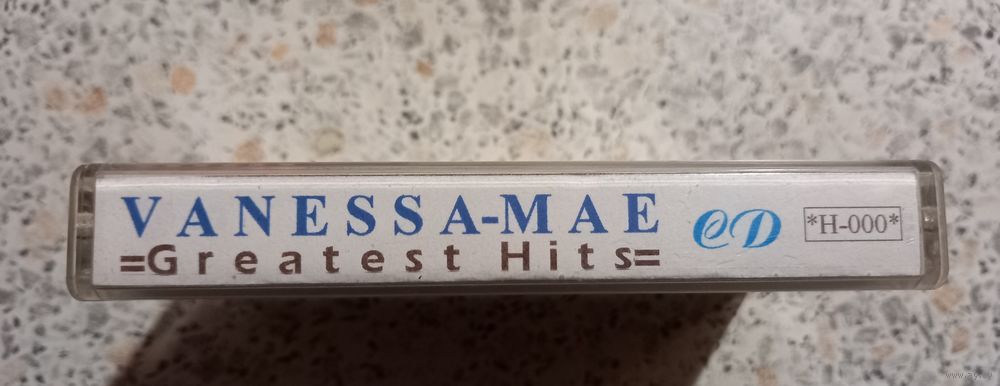 VANESSA-MAE
=Greatest Hits=
CD
*H-000*